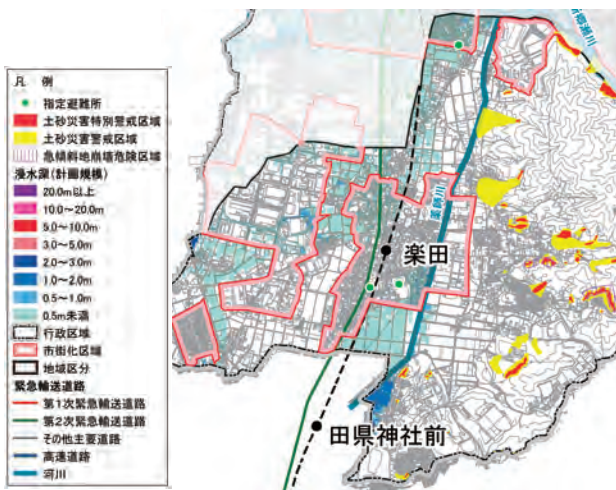 凡 例
指定避難所
土砂災害特別警戒区域
土砂災害警戒区域
急傾斜地崩壊危険区域
浸水深(計画規模)
20.0m以上
10.0〜20.0m
5.0〜10.0m
3.0〜5.0m
2.0〜3.0m
1.0〜2.0m
0.5〜1.0m
0.5m未満
行政区域
市街化区域
地域区分
緊急輸送道路
第1次緊急輸送道路
第2次緊急輸送道路
その他主要道路
高速道路
河川
新郷瀬川
薬師川
楽田
田県神社前